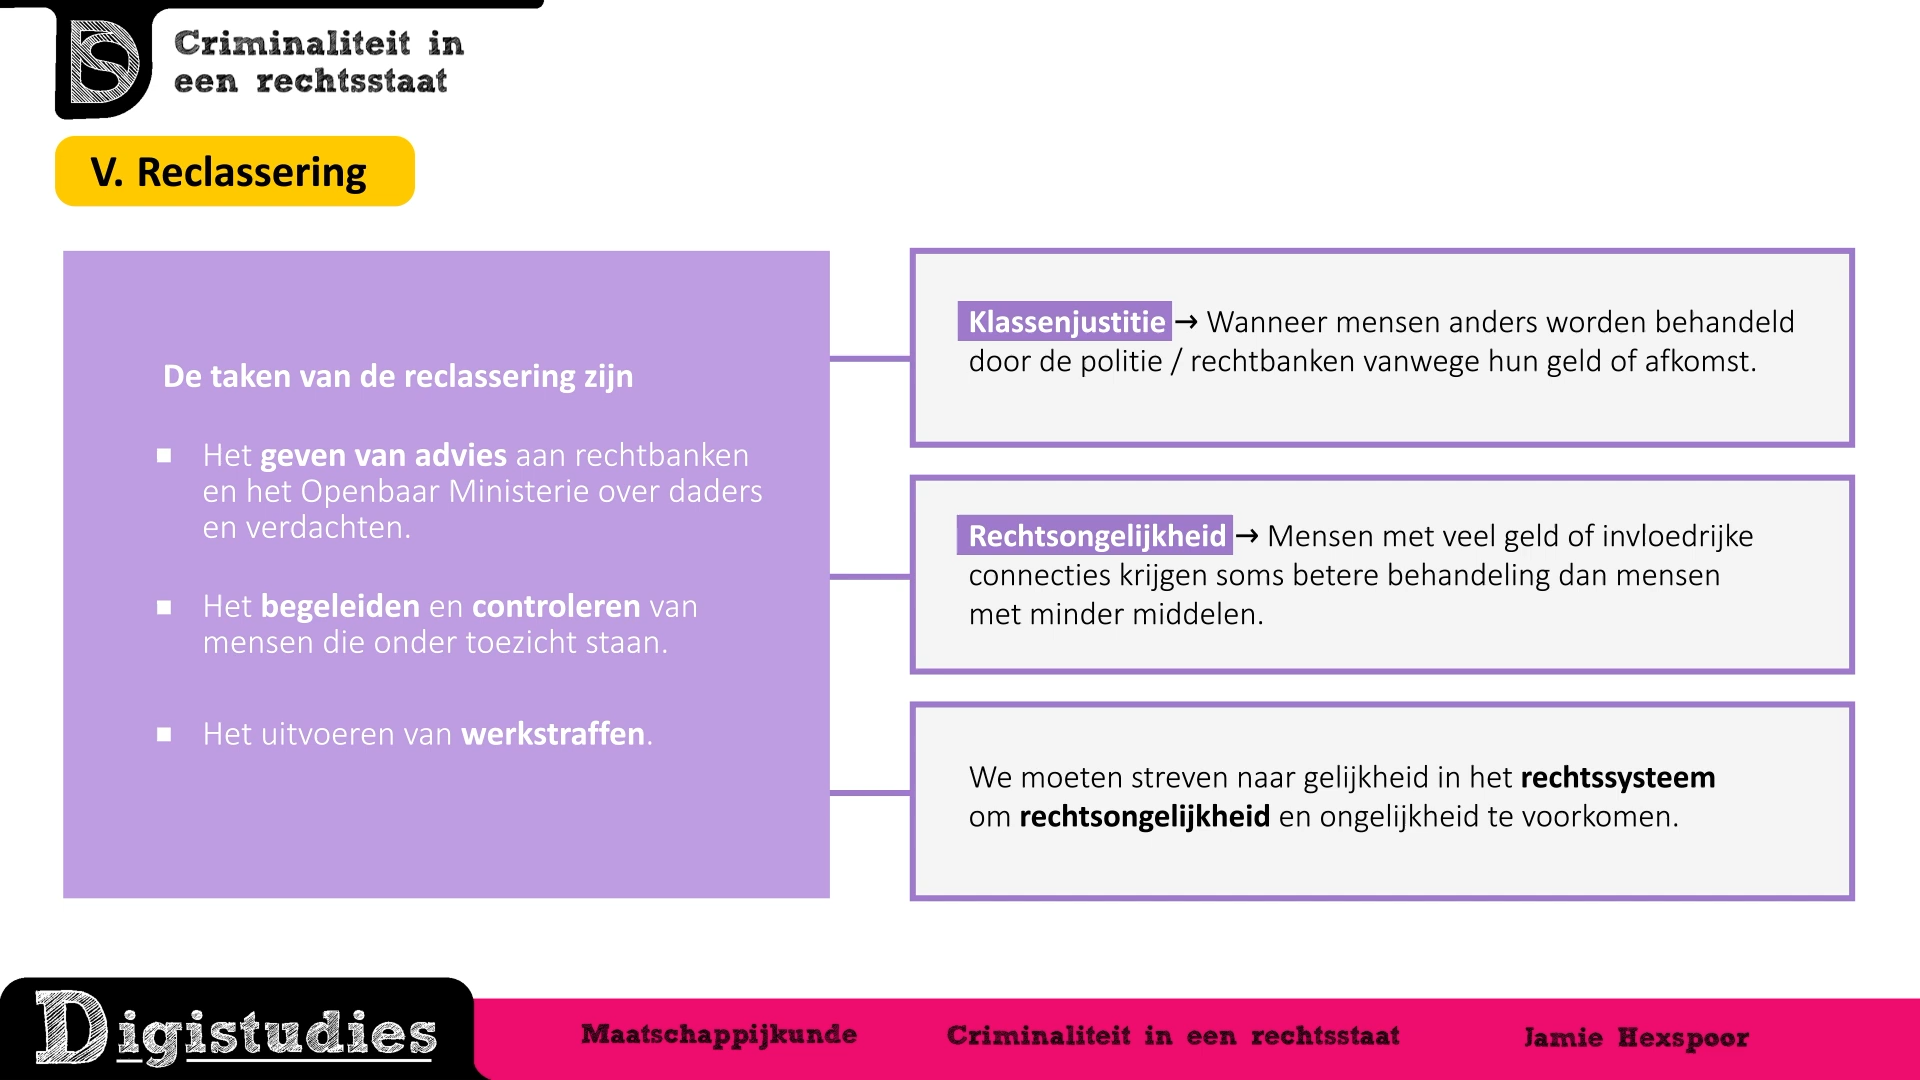 DS
Criminaliteit in
een rechtsstaat
V. Reclassering
De taken van de reclassering zijn
▪ Het geven van advies aan rechtbanken
en het Openbaar Ministerie over daders
en verdachten.
▪ Het begeleiden en controleren van
mensen die onder toezicht staan.
▪ Het uitvoeren van werkstraffen.
Klassenjustitie → Wanneer mensen anders worden behandeld
door de politie / rechtbanken vanwege hun geld of afkomst.
Rechtsongelijkheid → Mensen met veel geld of invloedrijke
connecties krijgen soms betere behandeling dan mensen
met minder middelen.
We moeten streven naar gelijkheid in het rechtssysteem
om rechtsongelijkheid en ongelijkheid te voorkomen.
Digistudies
Maatschappijkunde
Criminaliteit in een rechtsstaat
Jamie Hexspoor